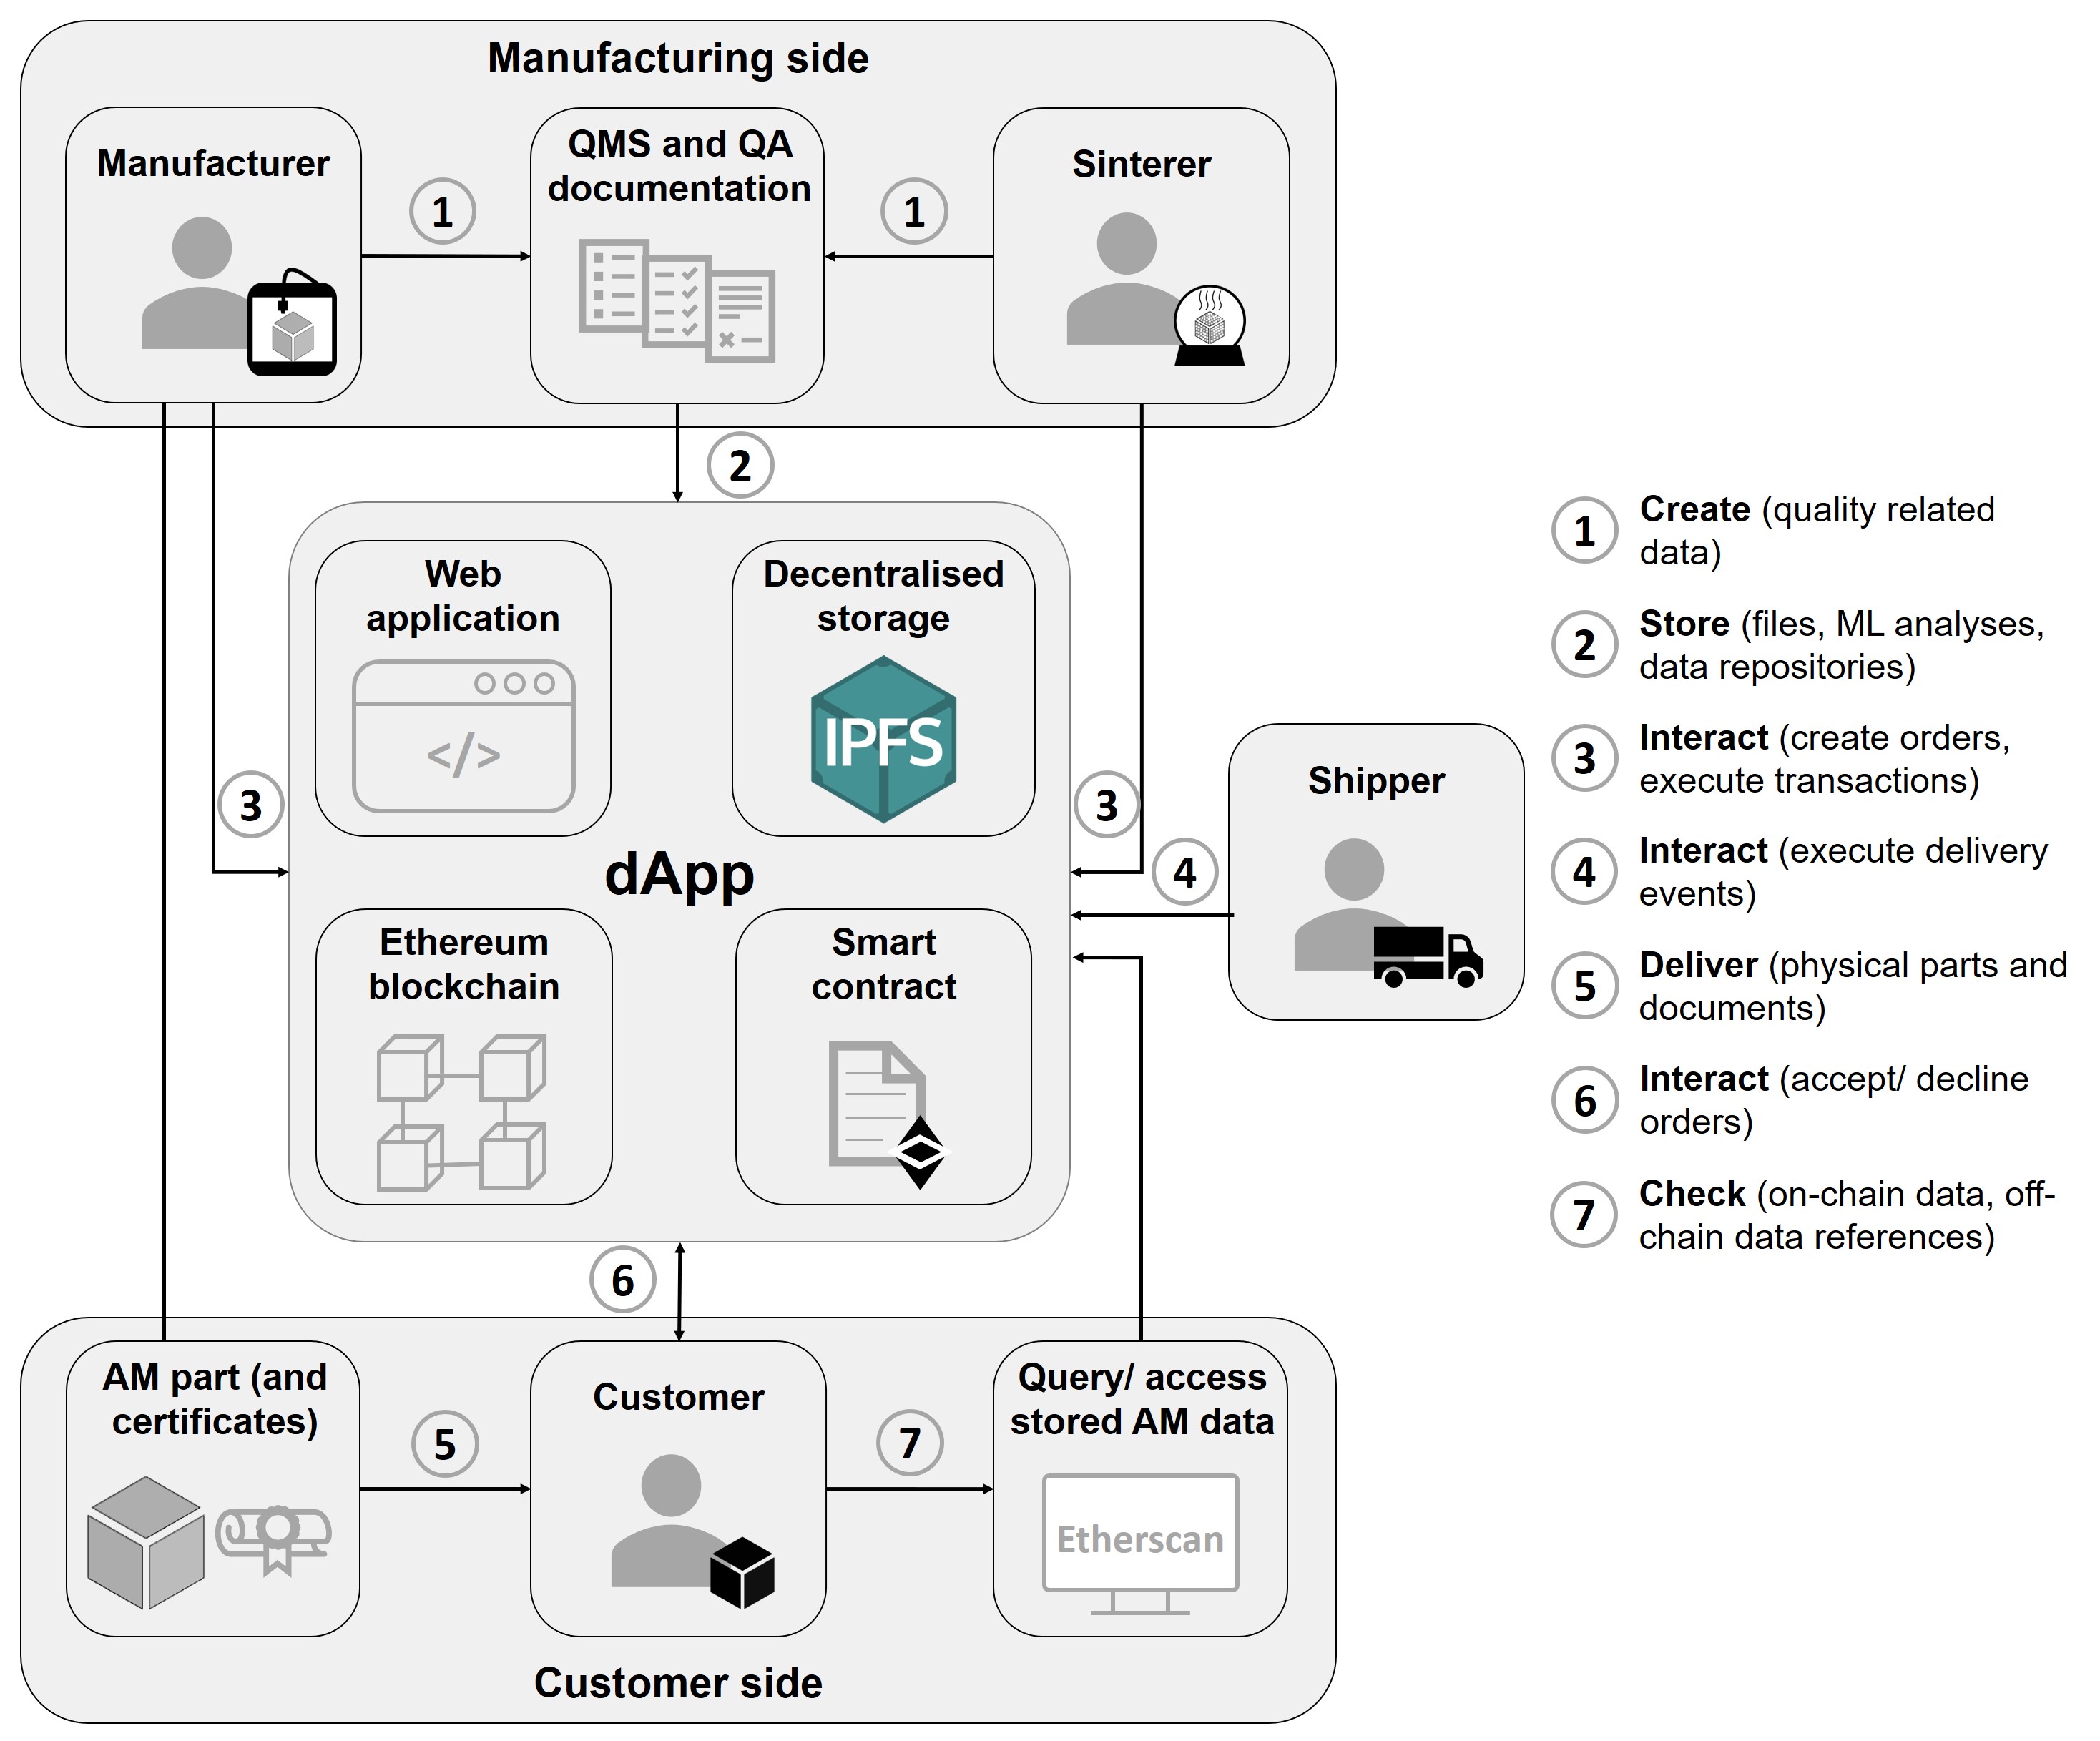 Manufacturing side
Manufacturer
1
QMS and QA
documentation
1
Sinterer
2
Web
application
</>
Decentralised
storage
IPFS
3
dApp
3
4
Shipper
Ethereum
blockchain
Smart
contract
6
AM part (and
certificates)
5
Customer
7
Query/ access
stored AM data
Etherscan
Customer side
1 Create (quality related
data)
2 Store (files, ML analyses,
data repositories)
3 Interact (create orders,
execute transactions)
4 Interact (execute delivery
events)
5 Deliver (physical parts and
documents)
6 Interact (accept/ decline
orders)
7 Check (on-chain data, off-
chain data references)